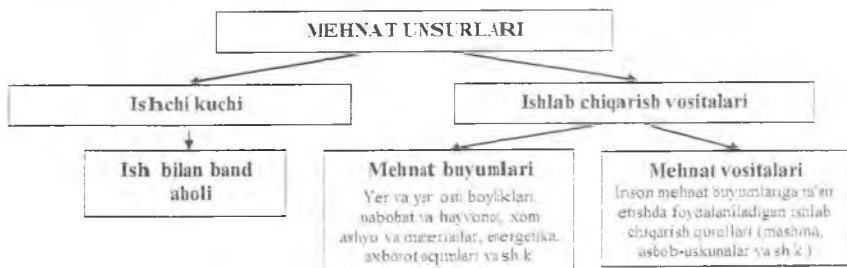 MEHNAT UNSURLARI
Ishchi kuchi
Ishlab chiqarish vositalari
Ish bilan band
aholi
Mehnat buyumlari
Yer va yer osti boyliklari,
nabobat va hayvonot, xom
ashyo va materiallar, energetika,
axborot oqimlari va sh.k
Mehnat vositalari
Inson mehnat buyumlariga ta'sir
etishda foydalaniladigan ishlab
chiqarish qurollari (mashina,
asbob-uskunalar va sh.k.)